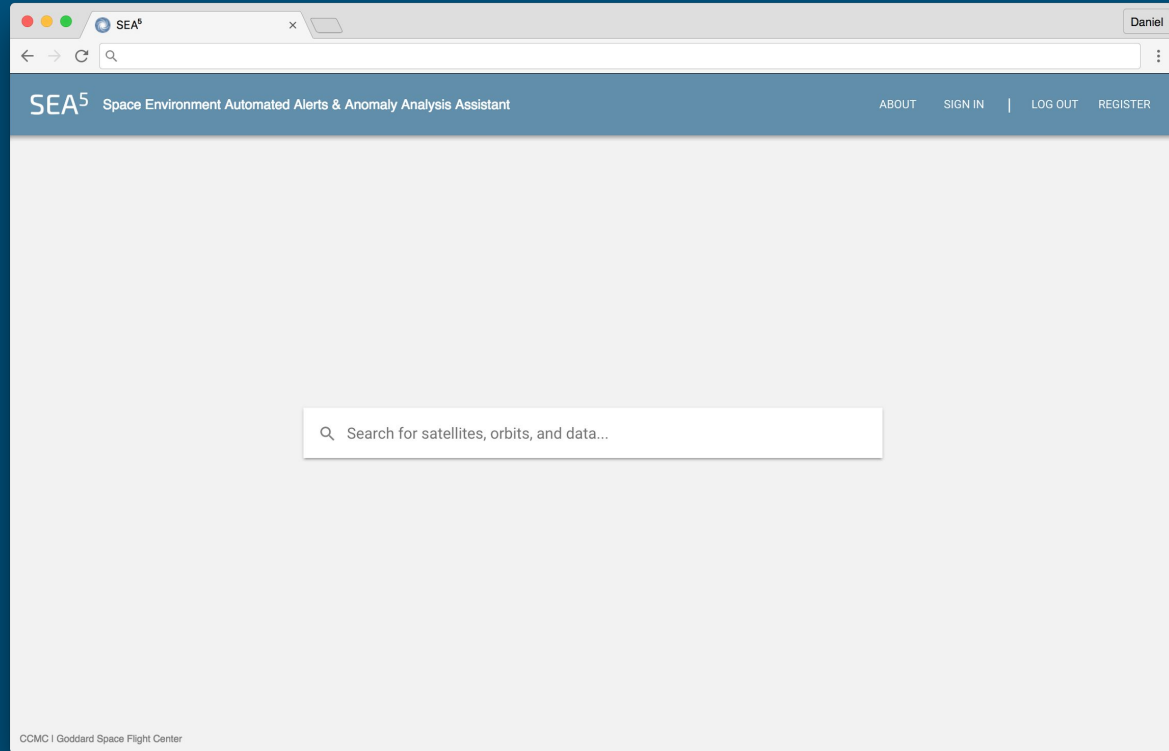 SEA⁵
Daniel
SEA⁵ Space Environment Automated Alerts & Anomaly Analysis Assistant ABOUT SIGN IN | LOG OUT REGISTER
Search for satellites, orbits, and data...
CCMC | Goddard Space Flight Center